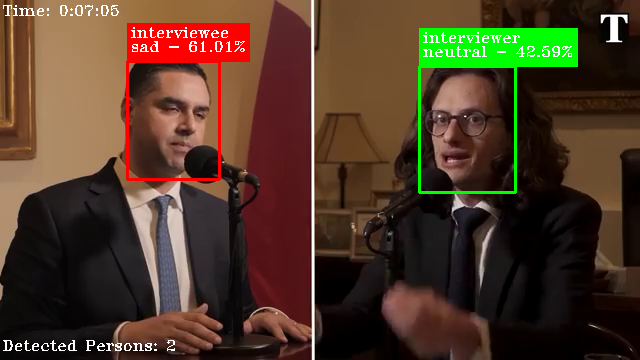 Time: 0:07:05
interviewee
sad - 61.01%
interviewer
neutral - 42.59%
T
Detected Persons: 2